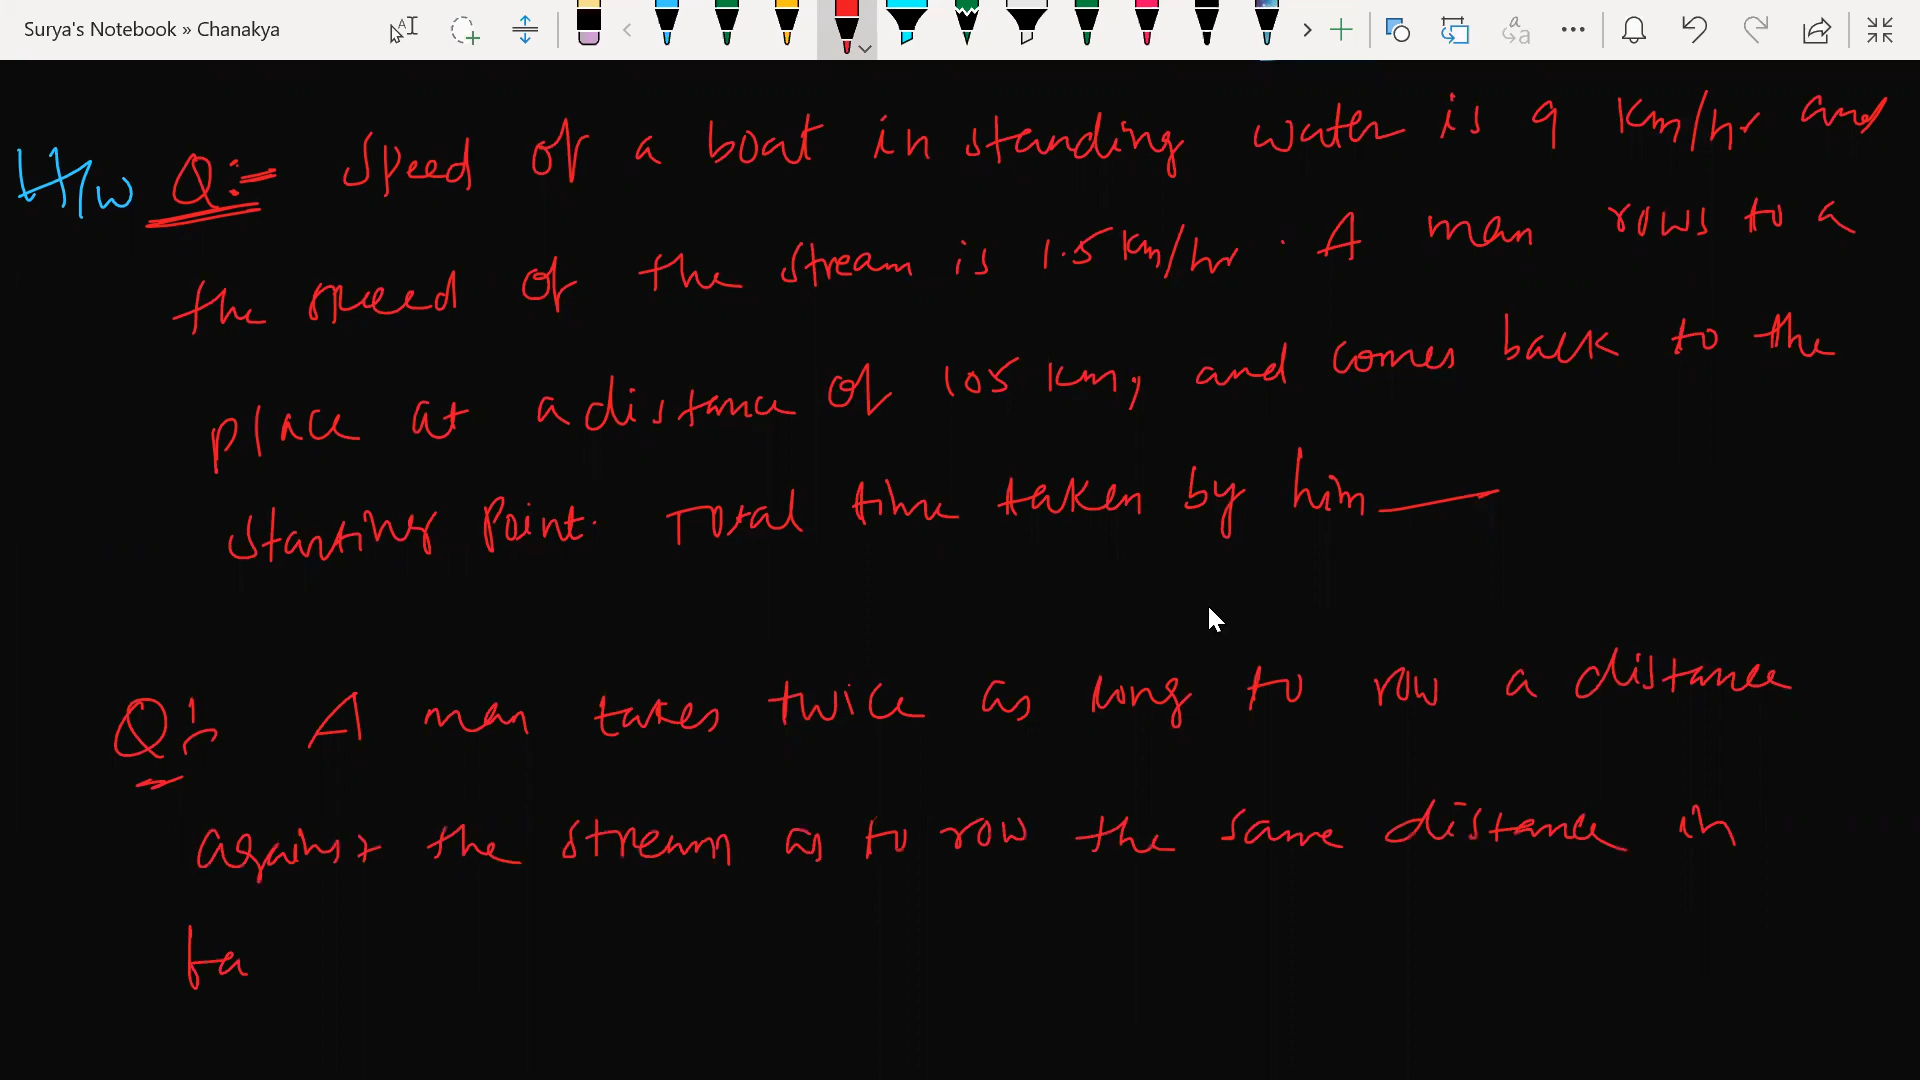 Surya's Notebook » Chanakya
H/w Q:- Speed of a boat in standing water is 9 km/hr and
the speed of the stream is 1.5 km/hr. A man rows to a
place at a distance of 105 km, and comes back to the
starting Point. Total time taken by him ___
Q:- A man takes twice as long to row a distance
against the stream as to row the same distance in
fa